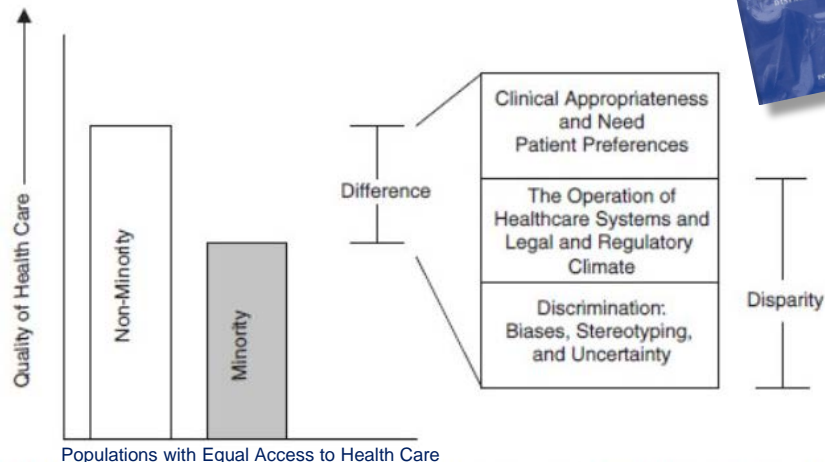 Quality of Health Care
Non-Minority
Minority
Populations with Equal Access to Health Care
Difference
Clinical Appropriateness
and Need
Patient Preferences
The Operation of
Healthcare Systems and
Legal and Regulatory
Climate
Discrimination:
Biases, Stereotyping,
and Uncertainty
Disparity